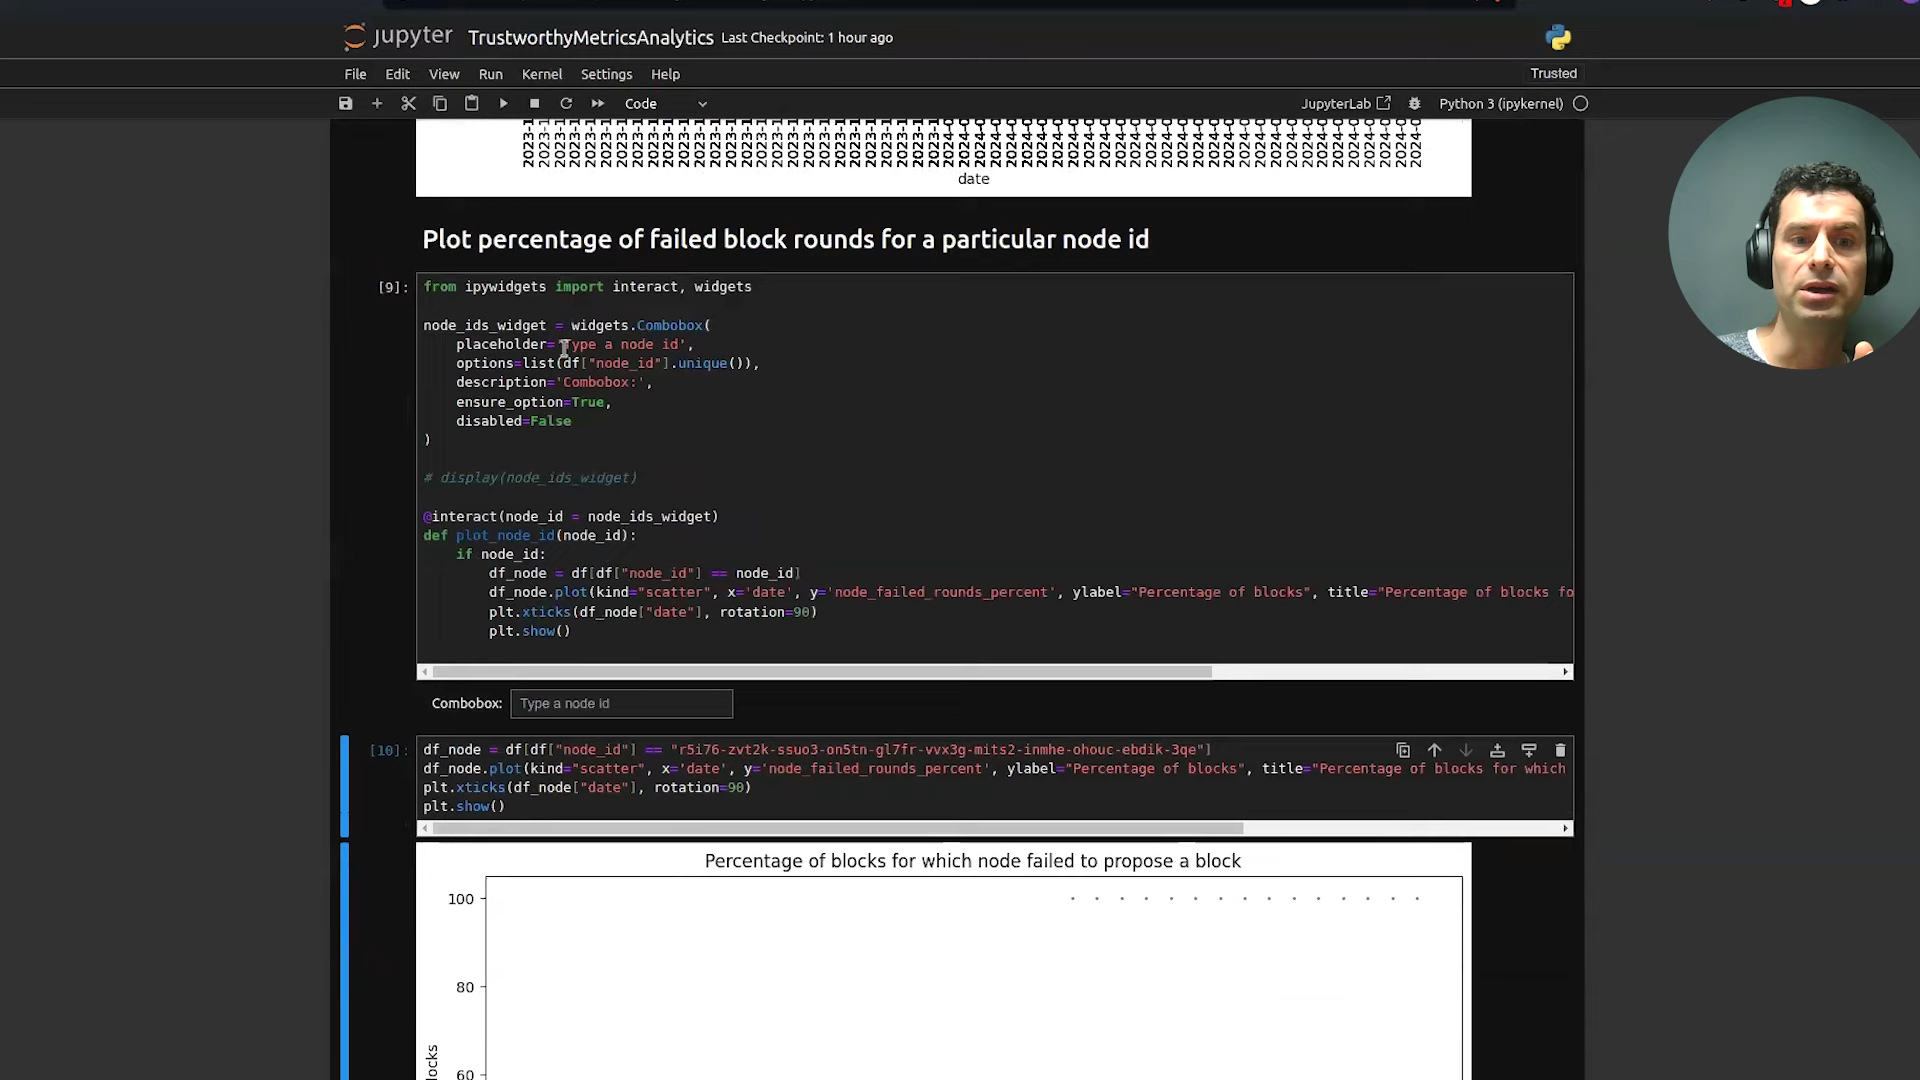 jupyter TrustworthyMetricsAnalytics Last Checkpoint: 1 hour ago
File Edit View Run Kernel Settings Help Trusted
Code JupyterLab Python 3 (ipykernel)
date
Plot percentage of failed block rounds for a particular node id
[9]: from ipywidgets import interact, widgets
node_ids_widget = widgets.Combobox(
placeholder='Type a node id',
options=list(df["node_id"].unique()),
description='Combobox:',
ensure_option=True,
disabled=False
)
# display(node_ids_widget)
@interact(node_id = node_ids_widget)
def plot_node_id(node_id):
if node_id:
df_node = df[df["node_id"] == node_id]
df_node.plot(kind="scatter", x='date', y='node_failed_rounds_percent', ylabel="Percentage of blocks", title="Percentage of blocks fo
plt.xticks(df_node["date"], rotation=90)
plt.show()
Combobox: Type a node id
[10]: df_node = df[df["node_id"] == "r5i76-zvt2k-ssuo3-on5tn-gl7fr-vvx3g-mits2-inmhe-ohouc-ebdik-3qe"]
df_node.plot(kind="scatter", x='date', y='node_failed_rounds_percent', ylabel="Percentage of blocks", title="Percentage of blocks for which
plt.xticks(df_node["date"], rotation=90)
plt.show()
Percentage of blocks for which node failed to propose a block
100
80
60
locks